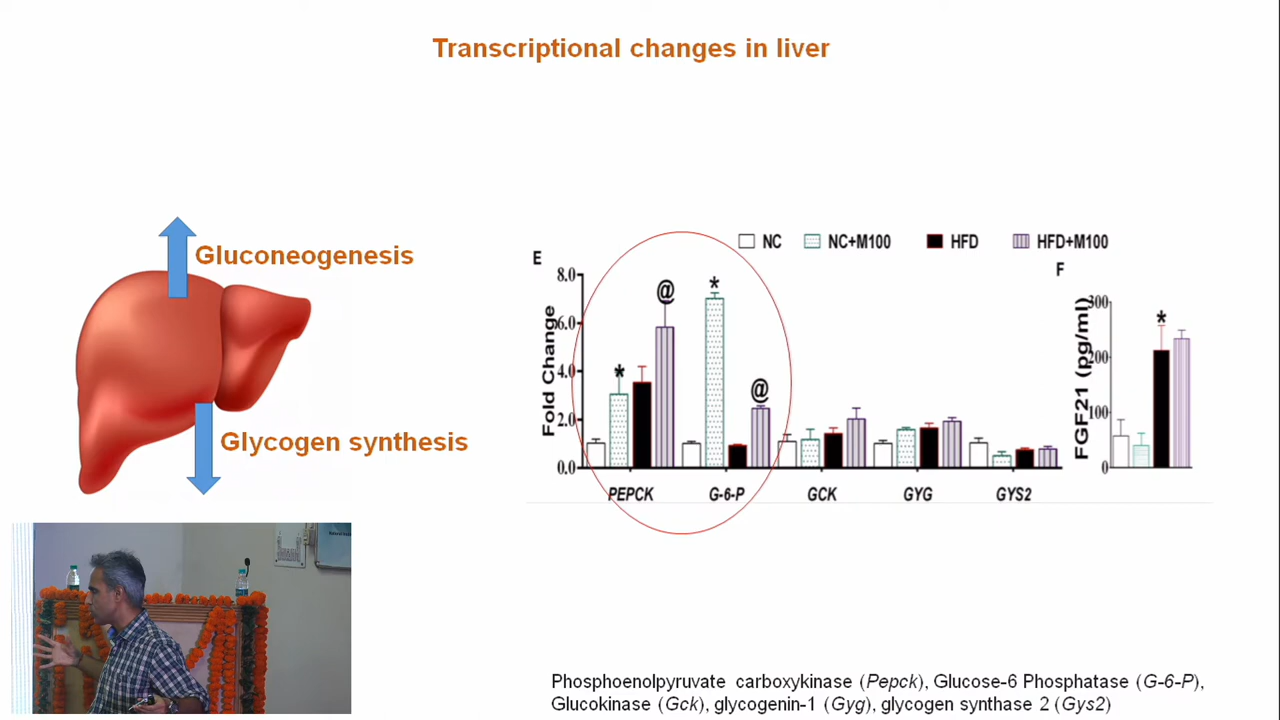 Transcriptional changes in liver
Gluconeogenesis
Glycogen synthesis
NC NC+M100 HFD HFD+M100
E
Fold Change
8.0
6.0
4.0
2.0
0.0
* @ * @
PEPCK G-6-P GCK GYG GYS2
F
FGF21 (pg/ml)
300
200
100
0
*
Phosphoenolpyruvate carboxykinase (Pepck), Glucose-6 Phosphatase (G-6-P),
Glucokinase (Gck), glycogenin-1 (Gyg), glycogen synthase 2 (Gys2)